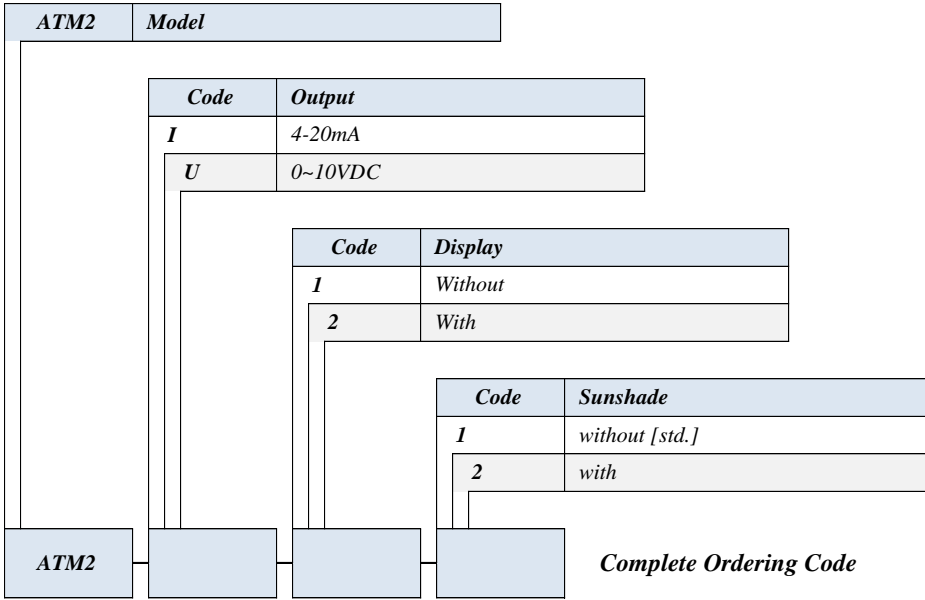 ATM2 Model
Code Output
I 4-20mA
U 0~10VDC
Code Display
1 Without
2 With
Code Sunshade
1 without [std.]
2 with
ATM2 Complete Ordering Code